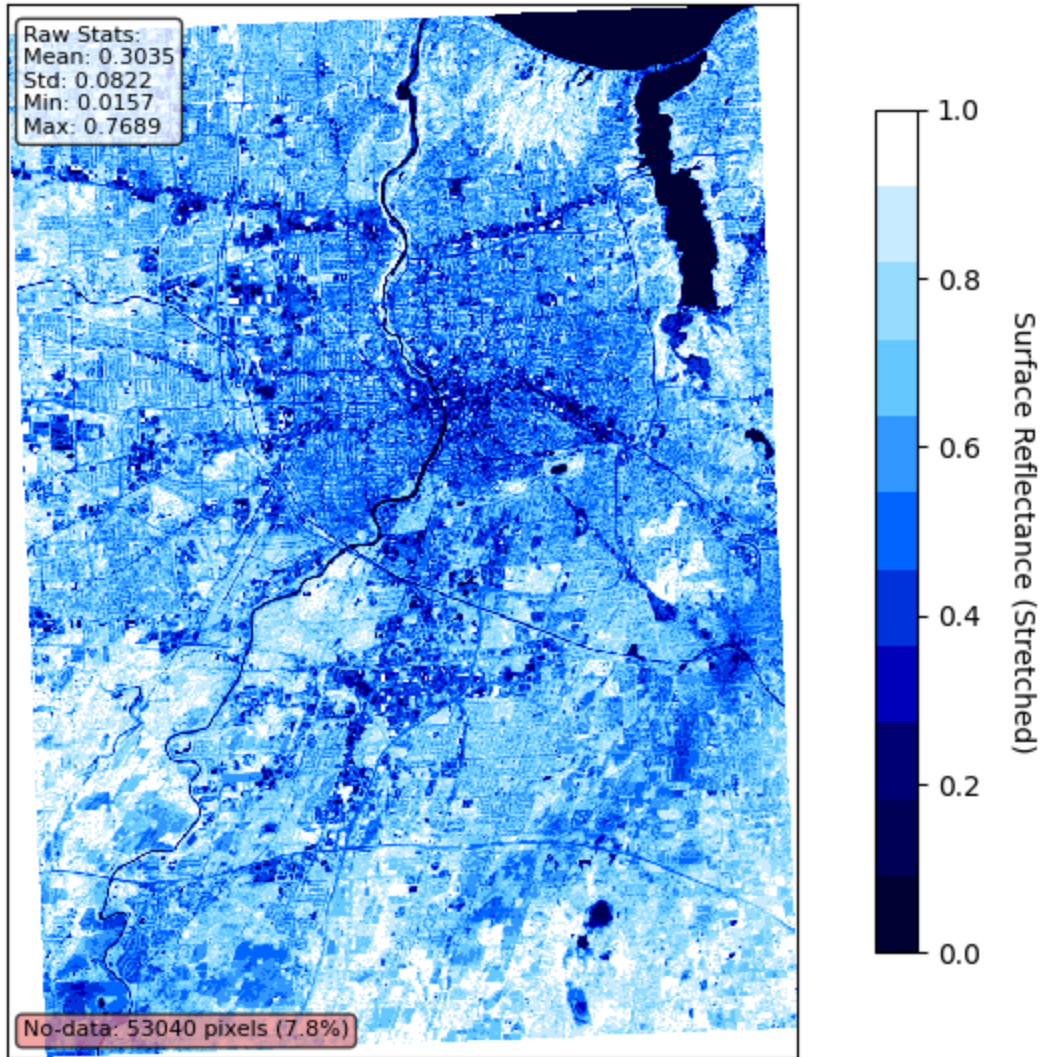 Raw Stats:
Mean: 0.3035
Std: 0.0822
Min: 0.0157
Max: 0.7689
No-data: 53040 pixels (7.8%)
1.0
0.8
0.6
0.4
0.2
0.0
Surface Reflectance (Stretched)